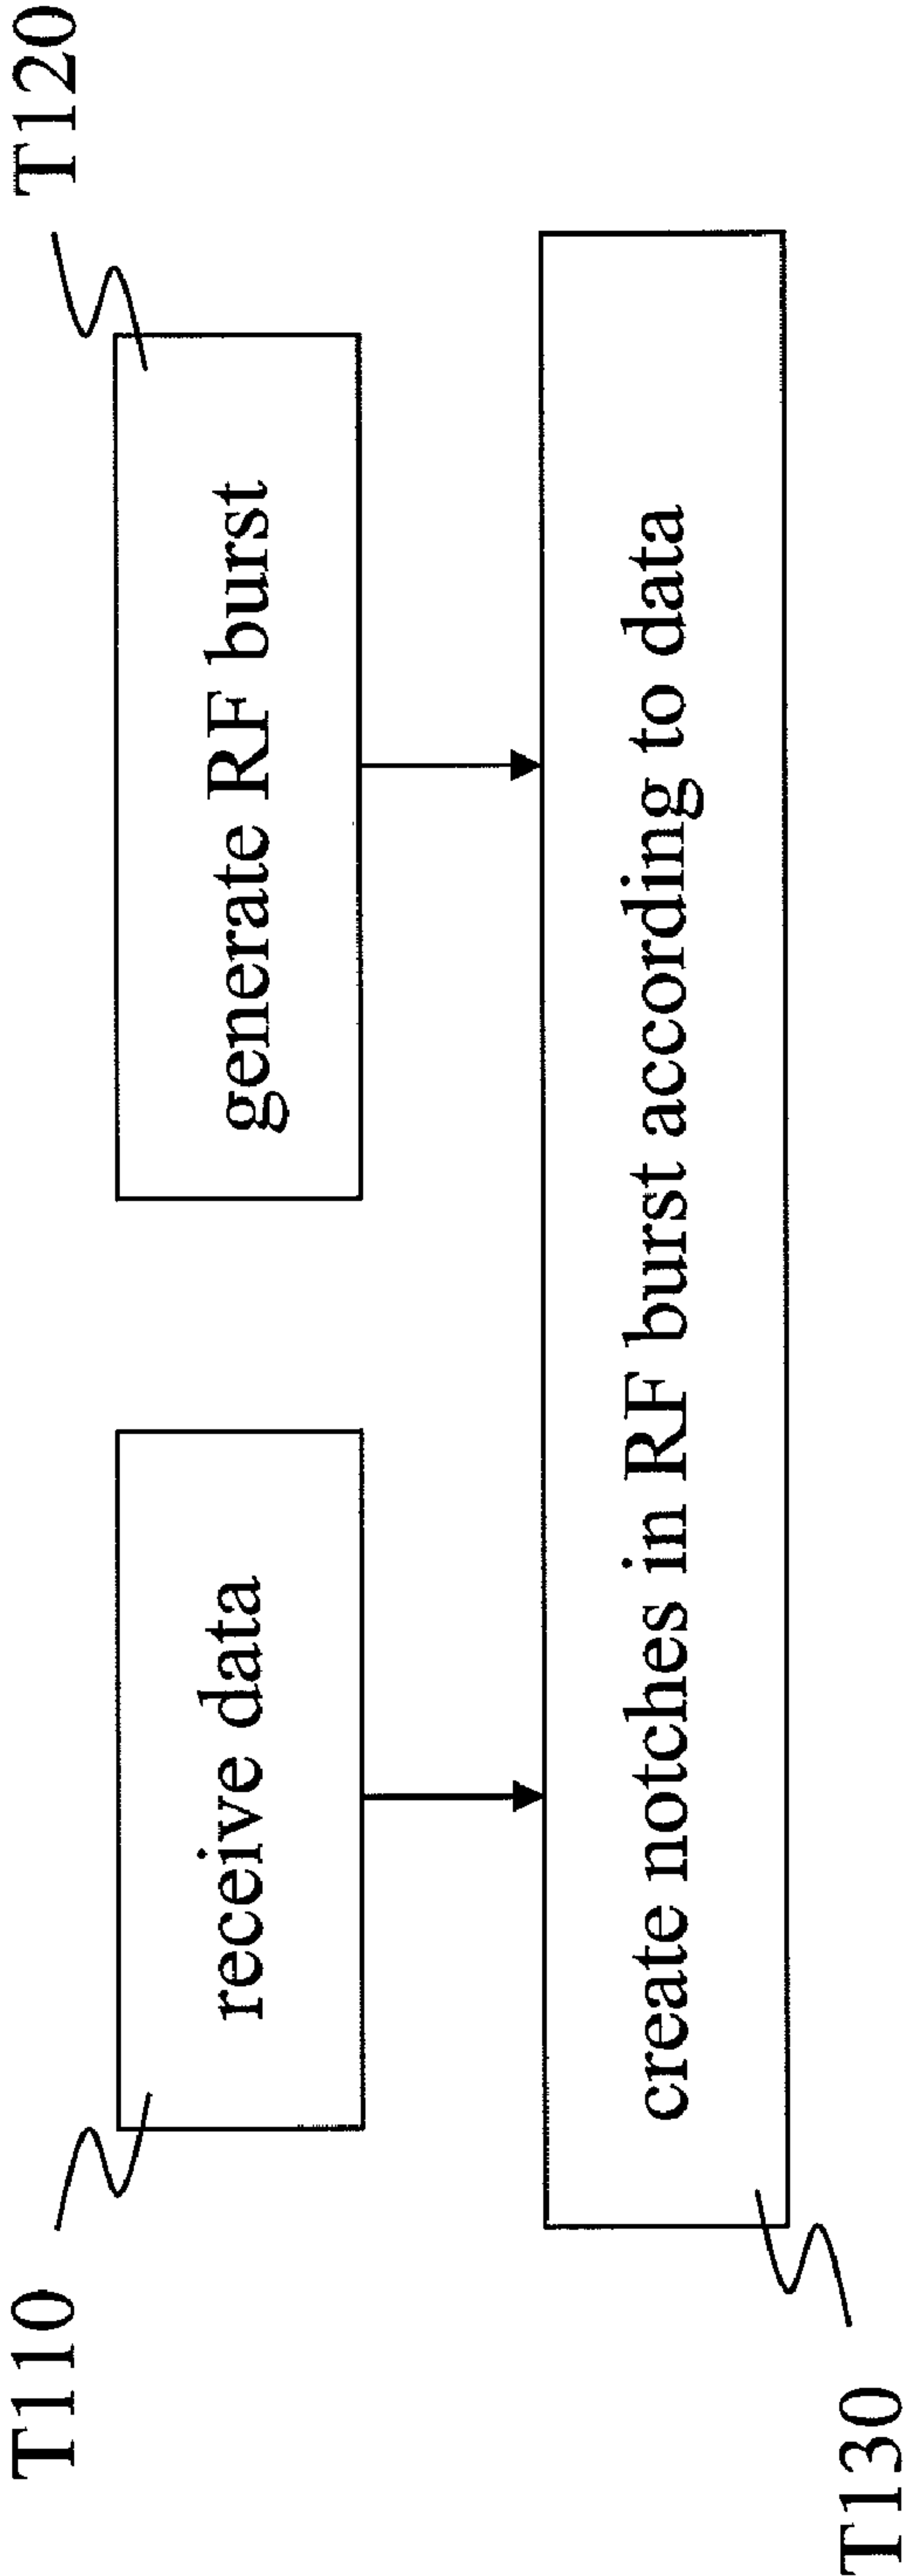 T110
T120
receive data
generate RF burst
create notches in RF burst according to data
T130